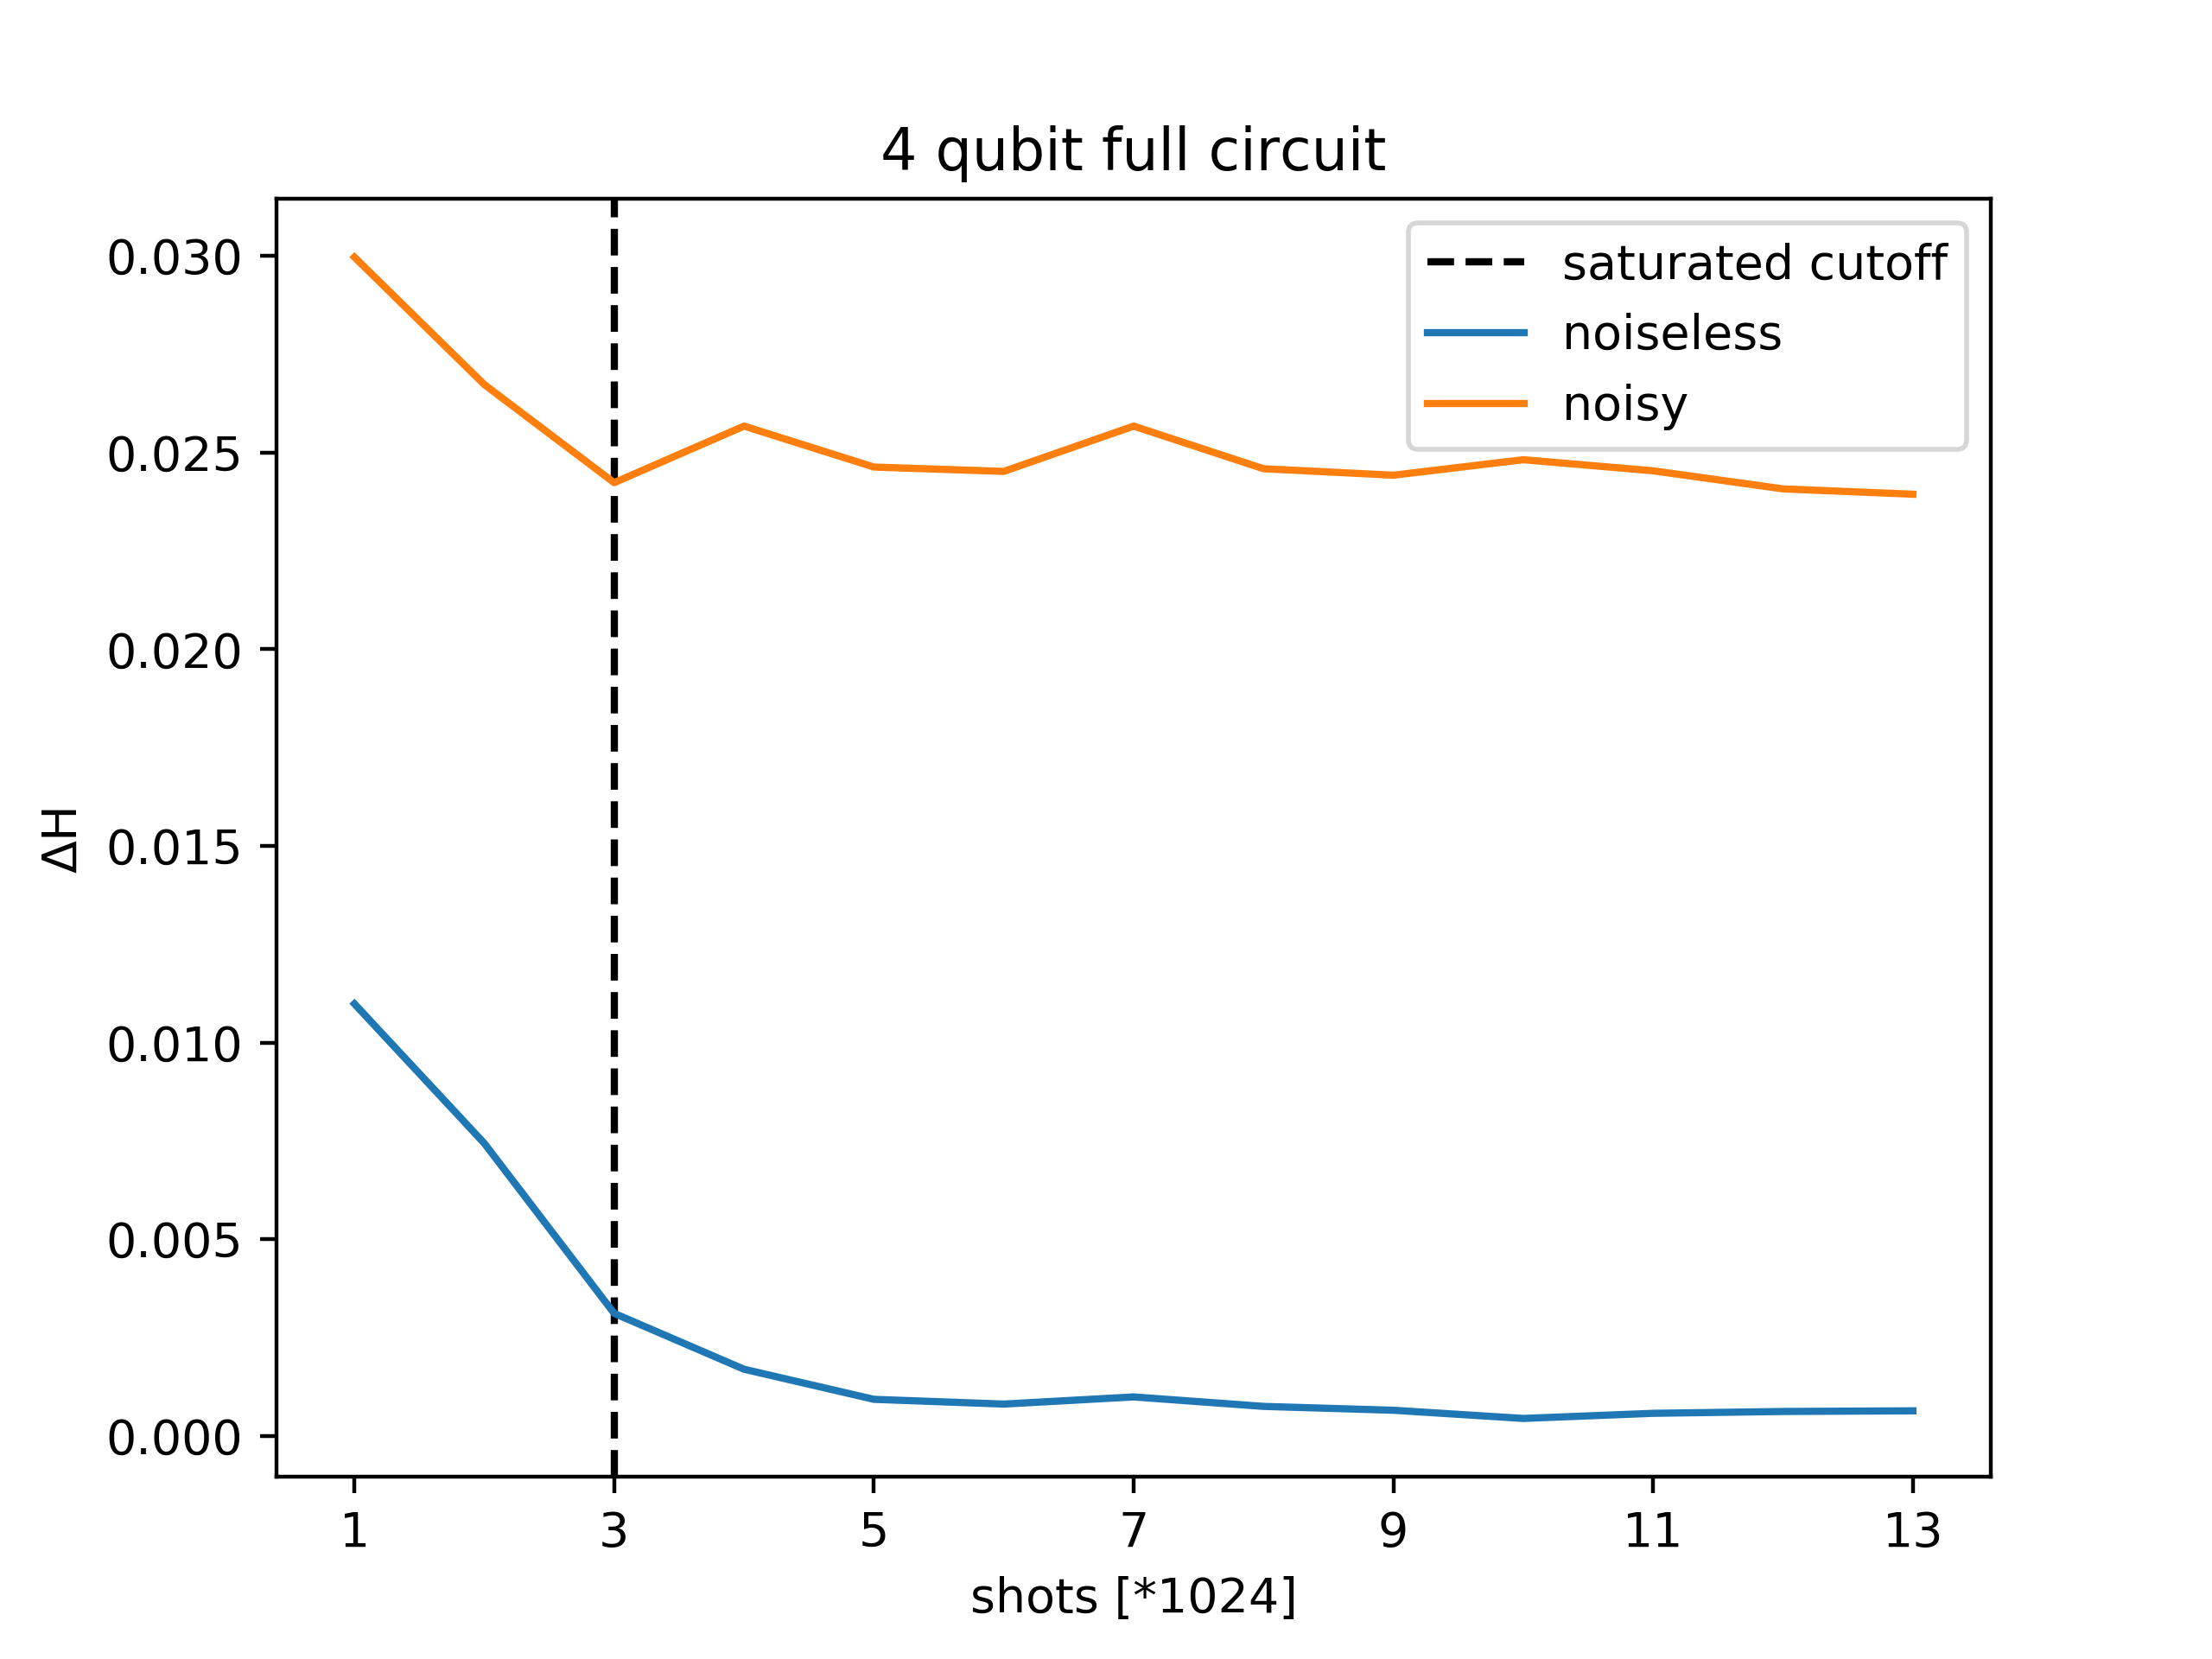 4 qubit full circuit
saturated cutoff
noiseless
noisy
0.030
0.025
0.020
0.015
0.010
0.005
0.000
ΔH
1 3 5 7 9 11 13
shots [*1024]